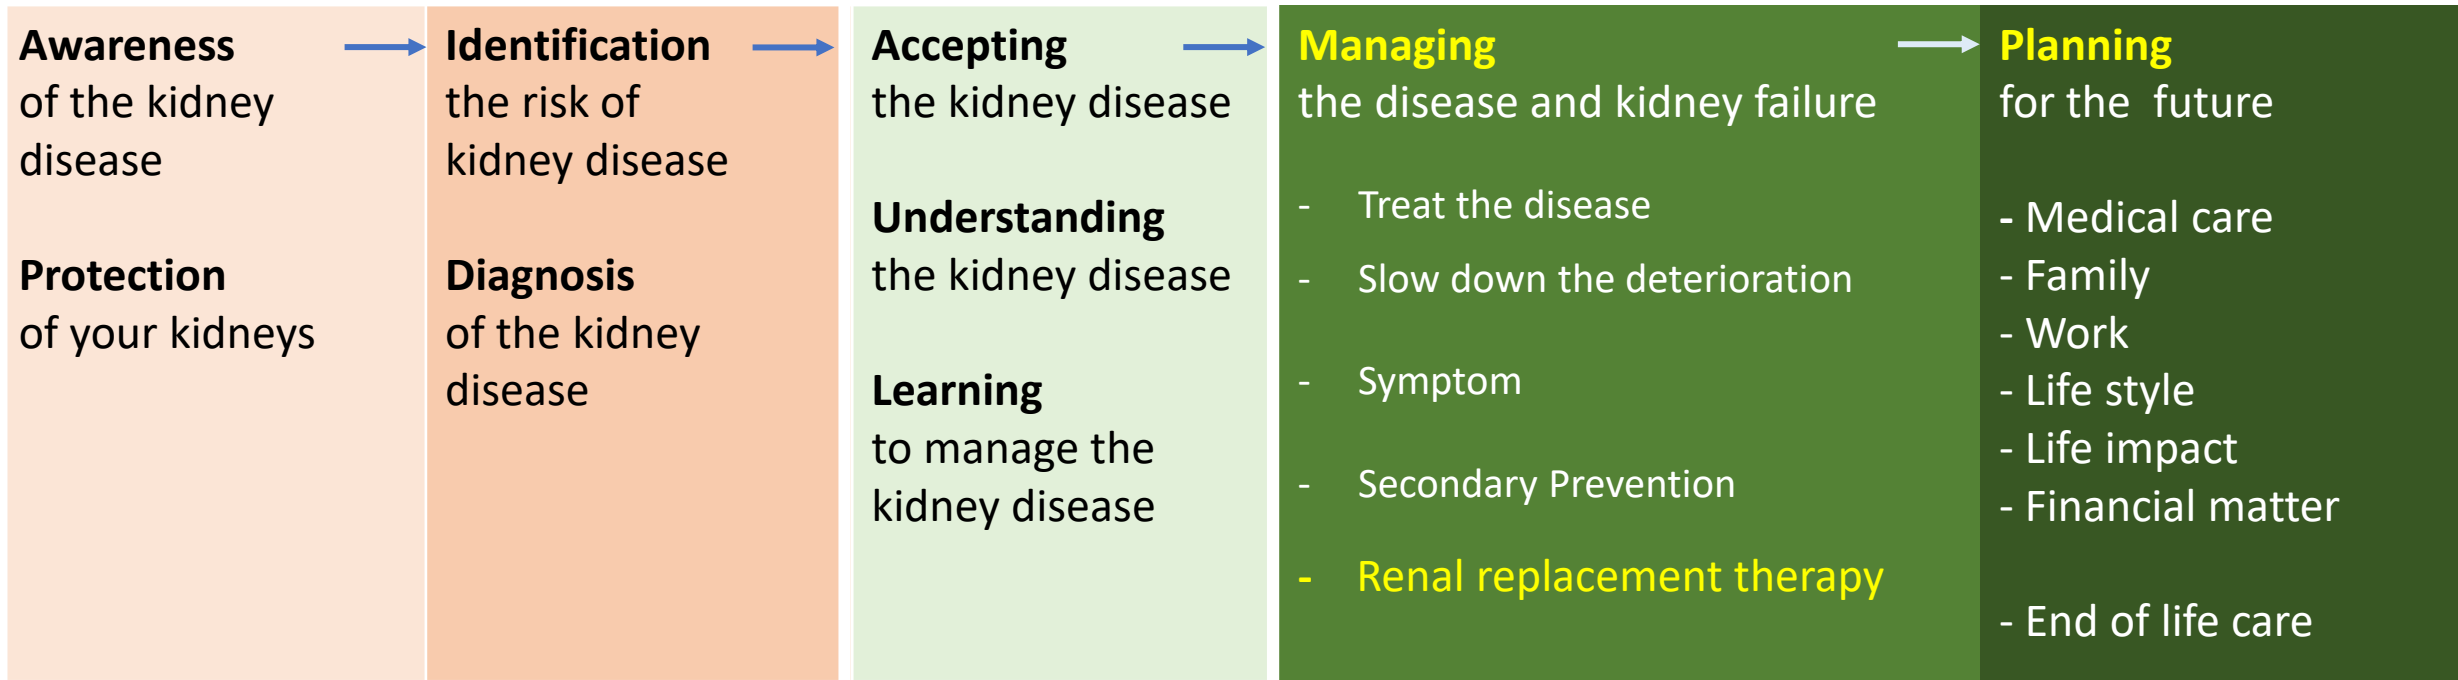 Awareness
of the kidney
disease
Protection
of your kidneys
Identification
the risk of
kidney disease
Diagnosis
of the kidney
disease
Accepting
the kidney disease
Understanding
the kidney disease
Learning
to manage the
kidney disease
Managing
the disease and kidney failure
- Treat the disease
- Slow down the deterioration
- Symptom
- Secondary Prevention
- Renal replacement therapy
Planning
for the  future
- Medical care
- Family
- Work
- Life style
- Life impact
- Financial matter
- End of life care